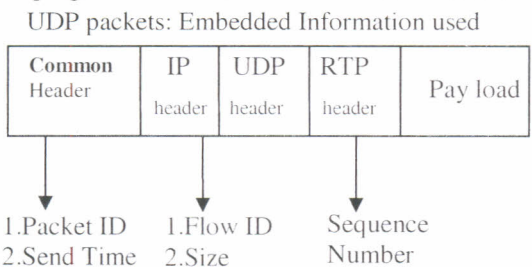 UDP packets: Embedded Information used
Common Header
IP header
UDP header
RTP header
Pay load
1.Packet ID
2.Send Time
1.Flow ID
2.Size
Sequence
Number